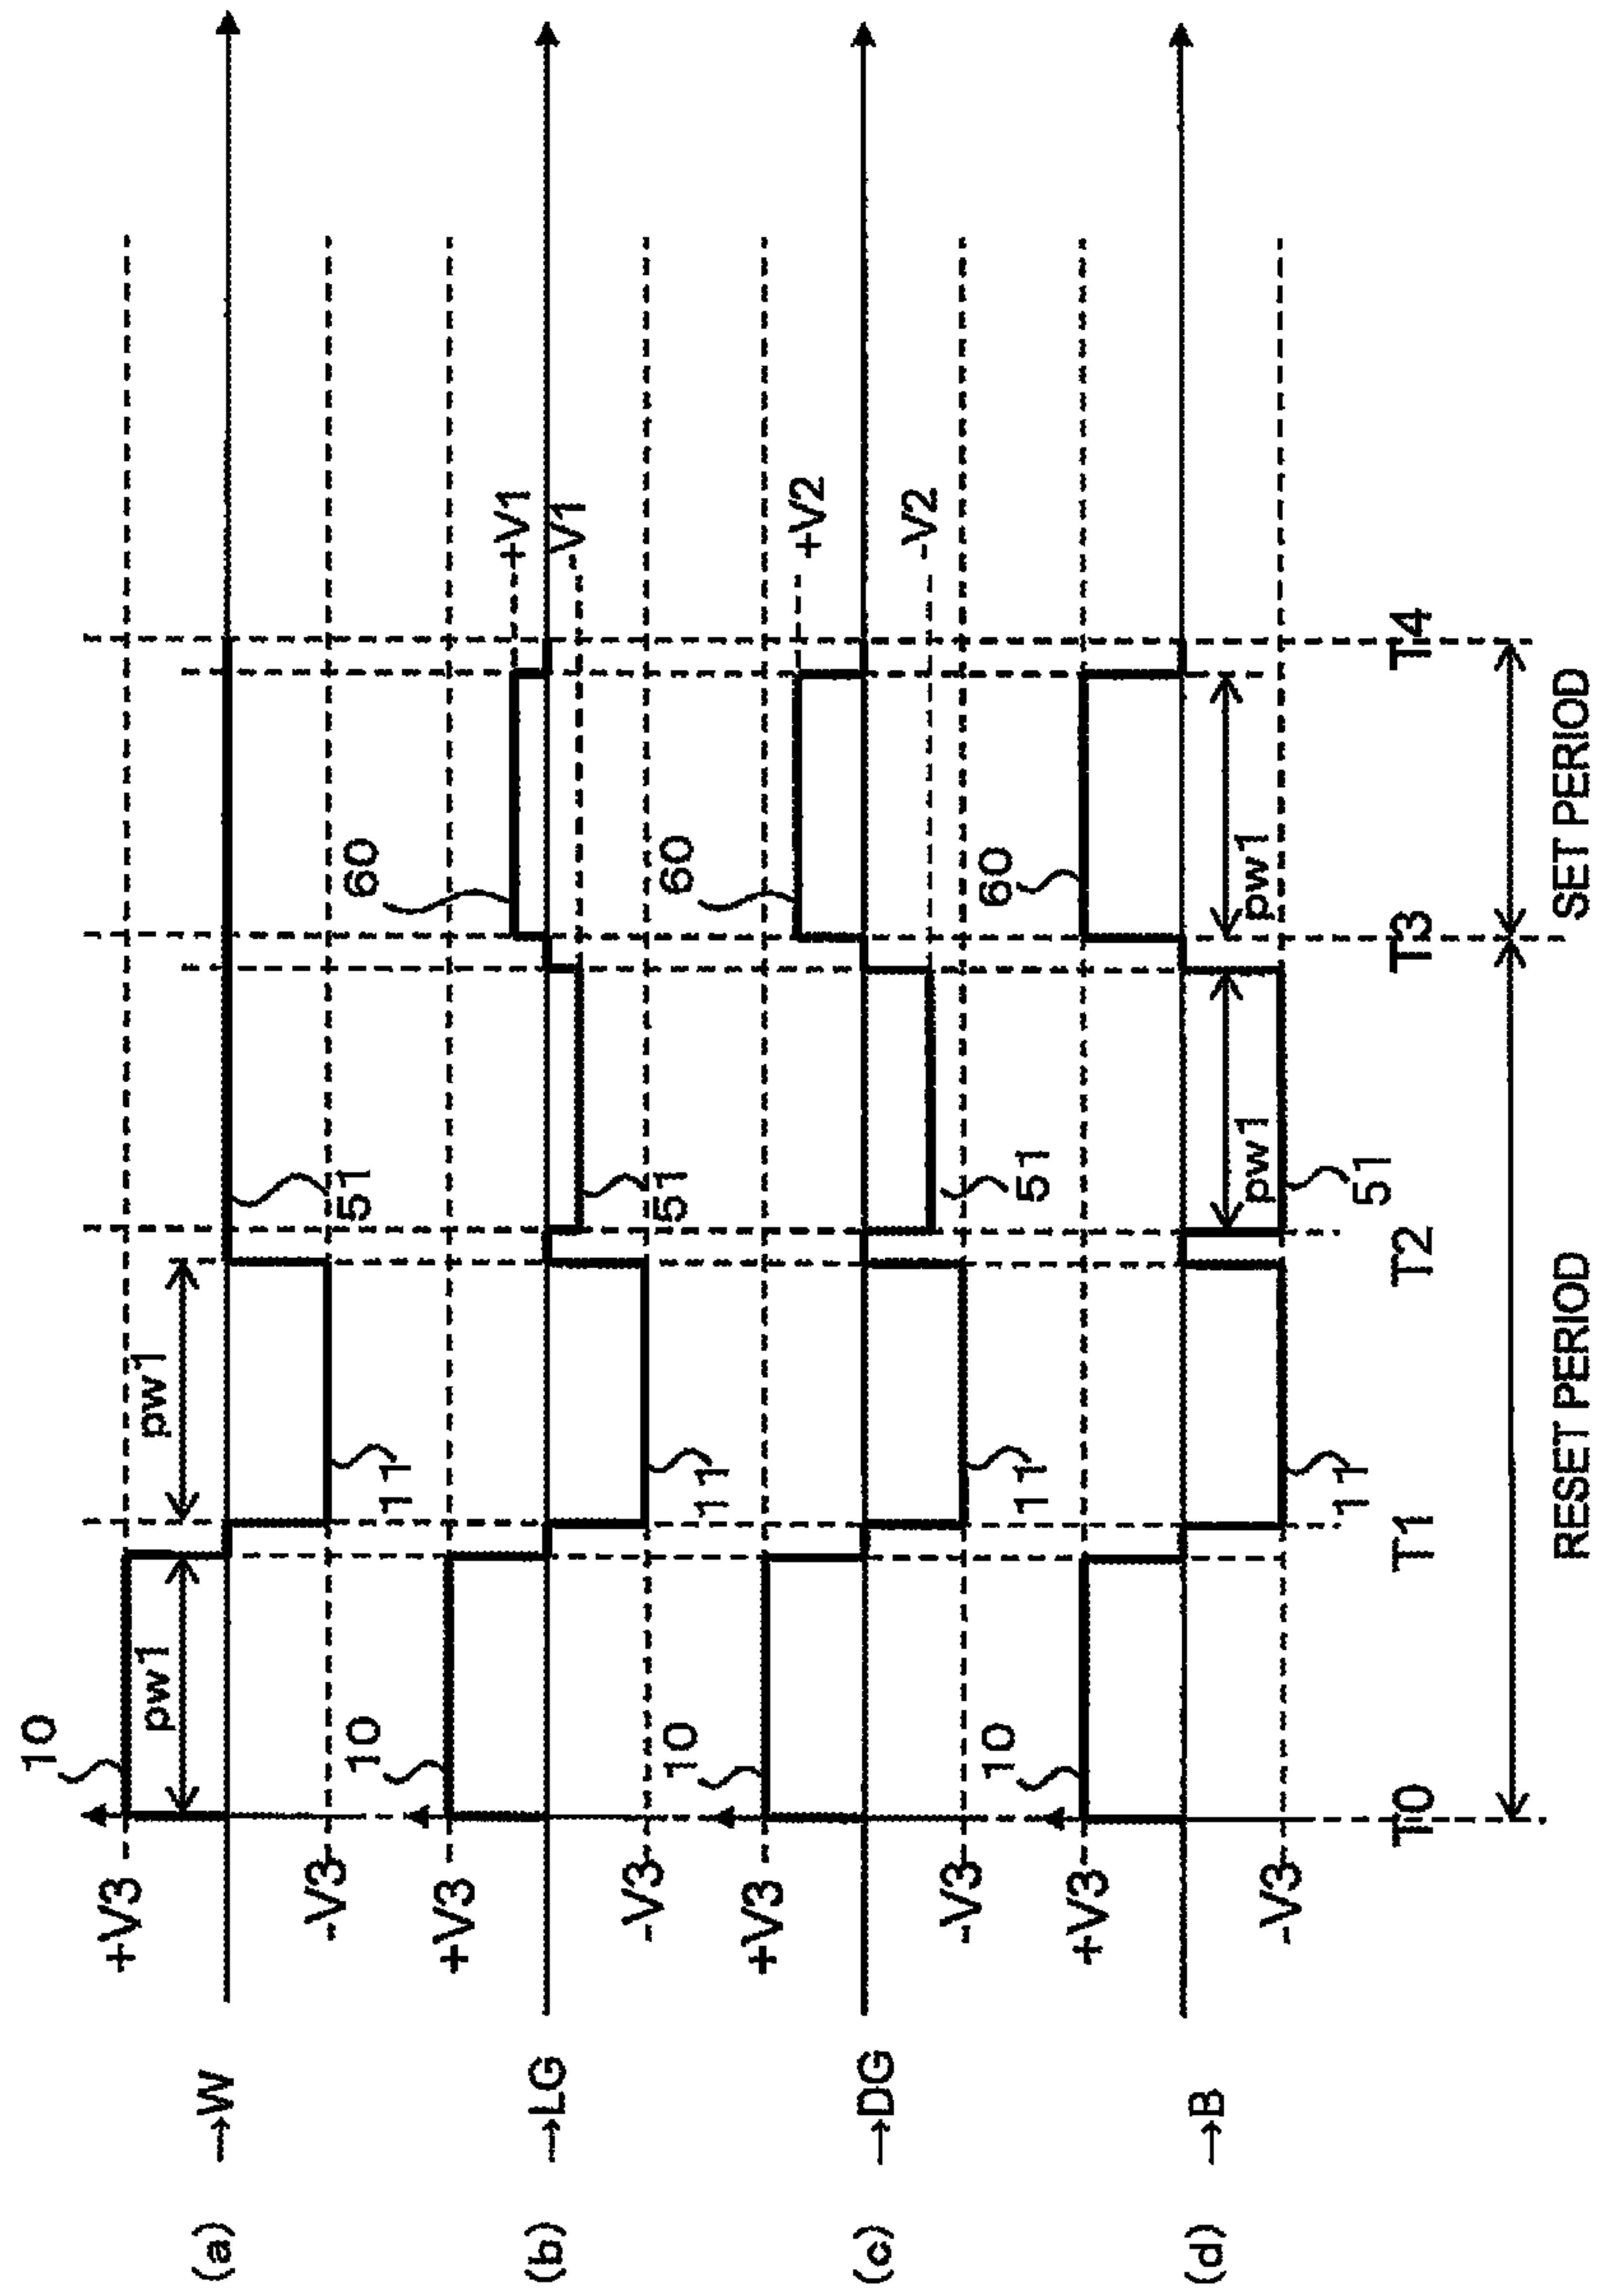 (a) →W
+V3
-V3
10
pw1
pw1
11
51
(b) →LG
+V3
-V3
10
11
51
60
+V1
-V1
(c) →DG
+V3
-V3
10
11
51
60
+V2
-V2
(d) →B
+V3
-V3
10
11
51
pw1
60
pw1
T0
T1
T2
T3
T4
RESET PERIOD
SET PERIOD